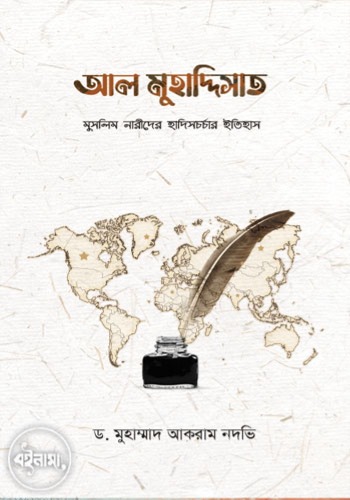 আল মুহাদ্দিসাত
মুসলিম নারীদের হাদিসচর্চার ইতিহাস
ড. মুহাম্মাদ আকরাম নদভি
বইনামা